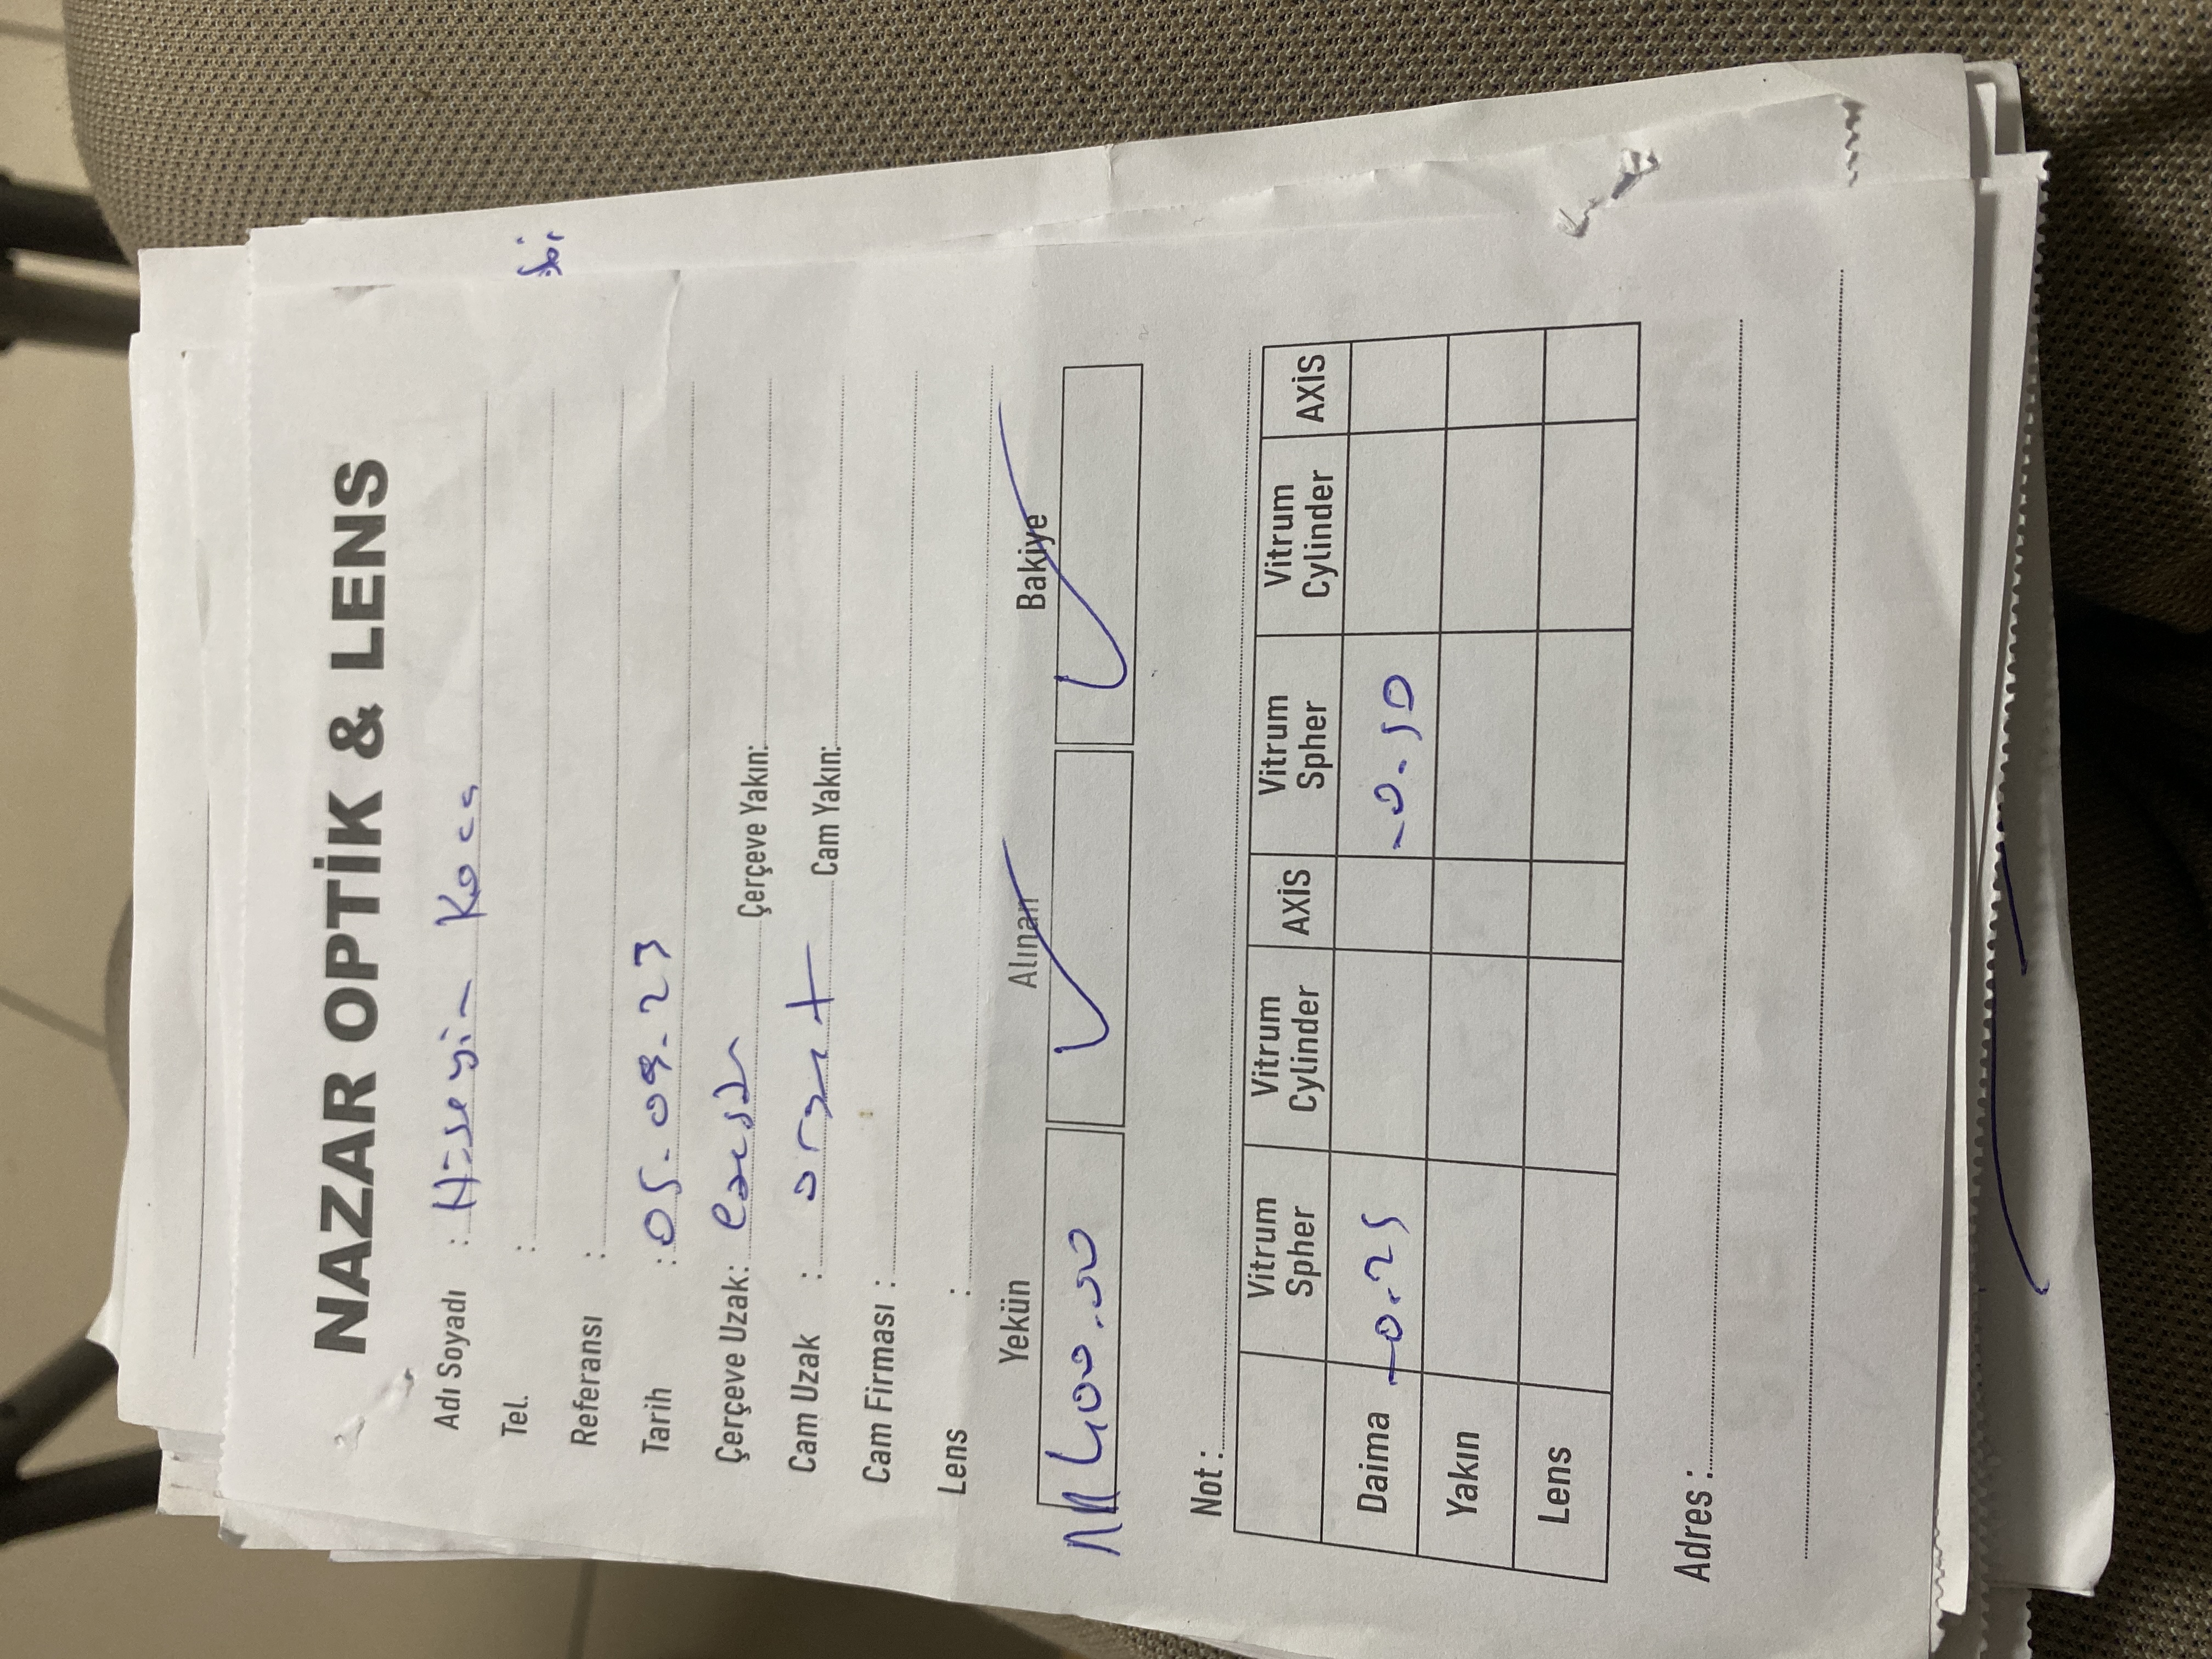 NAZAR OPTİK & LENS
Adı Soyadı : Hüseyin Koca
Tel. :
Referansı :
Tarih : 05.09.23
Çerçeve Uzak: Çerçeve Yakın:
Cam Uzak : Cam Yakın:
Cam Firması :
Lens :
Yekün Alınan Bakiye
400.00 ✓ ✓
Not :
Vitrum Spher Vitrum Cylinder AXİS Vitrum Spher Vitrum Cylinder AXİS
Daima -0.25 -0.50
Yakın
Lens
Adres :